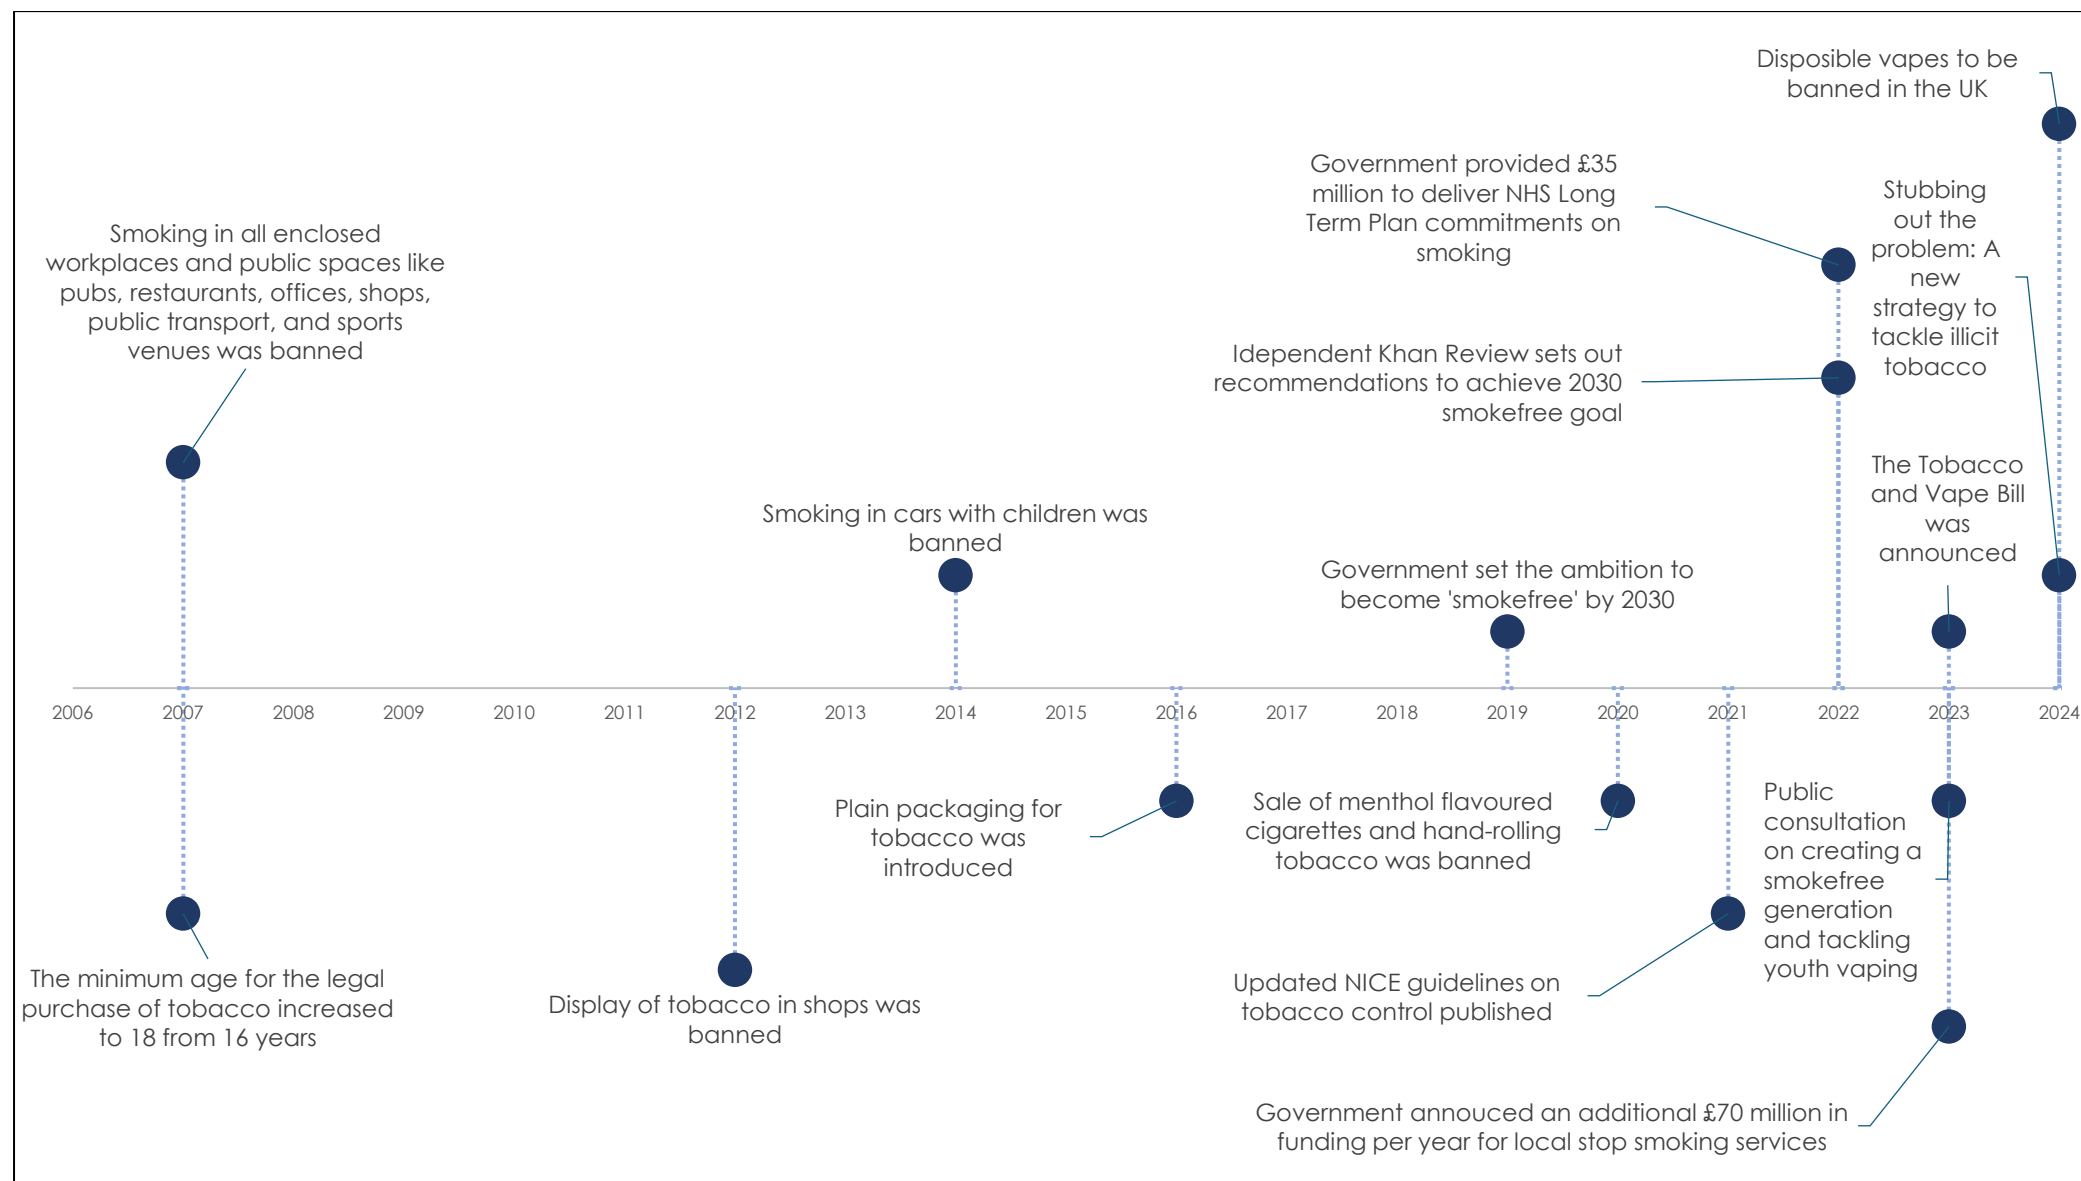 Disposible vapes to be
banned in the UK
Government provided £35
million to deliver NHS Long
Term Plan commitments on
smoking
Stubbing
out the
problem: A
new
strategy to
tackle illicit
tobacco
Smoking in all enclosed
workplaces and public spaces like
pubs, restaurants, offices, shops,
public transport, and sports
venues was banned
Idependent Khan Review sets out
recommendations to achieve 2030
smokefree goal
The Tobacco
and Vape Bill
was
announced
Smoking in cars with children was
banned
Government set the ambition to
become 'smokefree' by 2030
2006 2007 2008 2009 2010 2011 2012 2013 2014 2015 2016 2017 2018 2019 2020 2021 2022 2023 2024
Plain packaging for
tobacco was
introduced
Sale of menthol flavoured
cigarettes and hand-rolling
tobacco was banned
Public
consultation
on creating a
smokefree
generation
and tackling
youth vaping
The minimum age for the legal
purchase of tobacco increased
to 18 from 16 years
Display of tobacco in shops was
banned
Updated NICE guidelines on
tobacco control published
Government annouced an additional £70 million in
funding per year for local stop smoking services